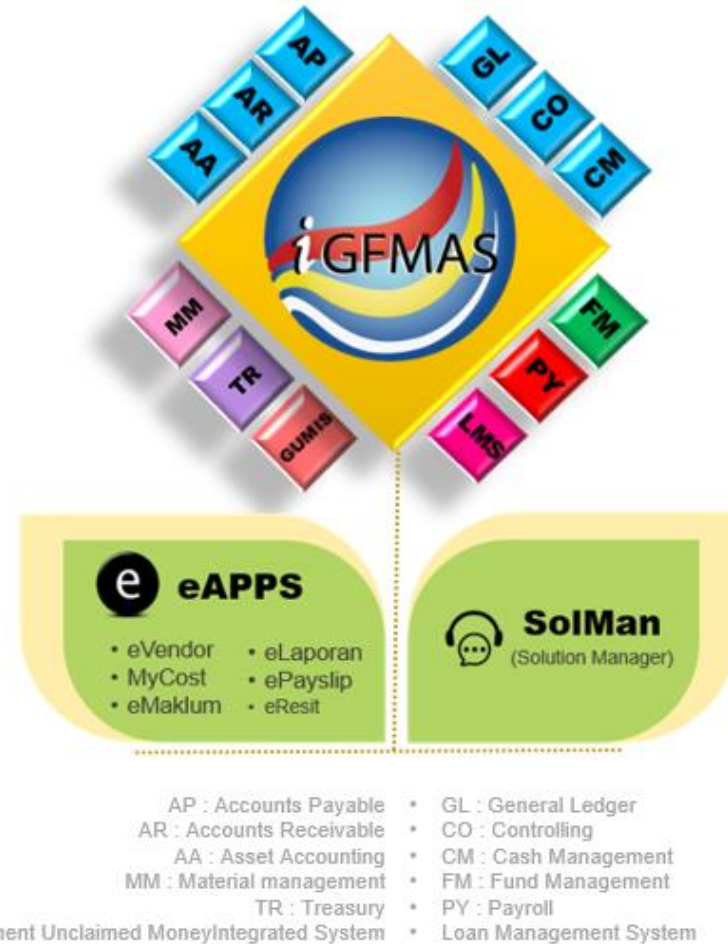 AP
AR
AA
GL
CO
CM
iGFMAS
MM
TR
GUMIS
FM
PY
LMS
e eAPPS
• eVendor • eLaporan
• MyCost • ePayslip
• eMaklum • eResit
SolMan
(Solution Manager)
AP : Accounts Payable • GL : General Ledger
AR : Accounts Receivable • CO : Controlling
AA : Asset Accounting • CM : Cash Management
MM : Material management • FM : Fund Management
TR : Treasury • PY : Payroll
Unclaimed MoneyIntegrated System • Loan Management System